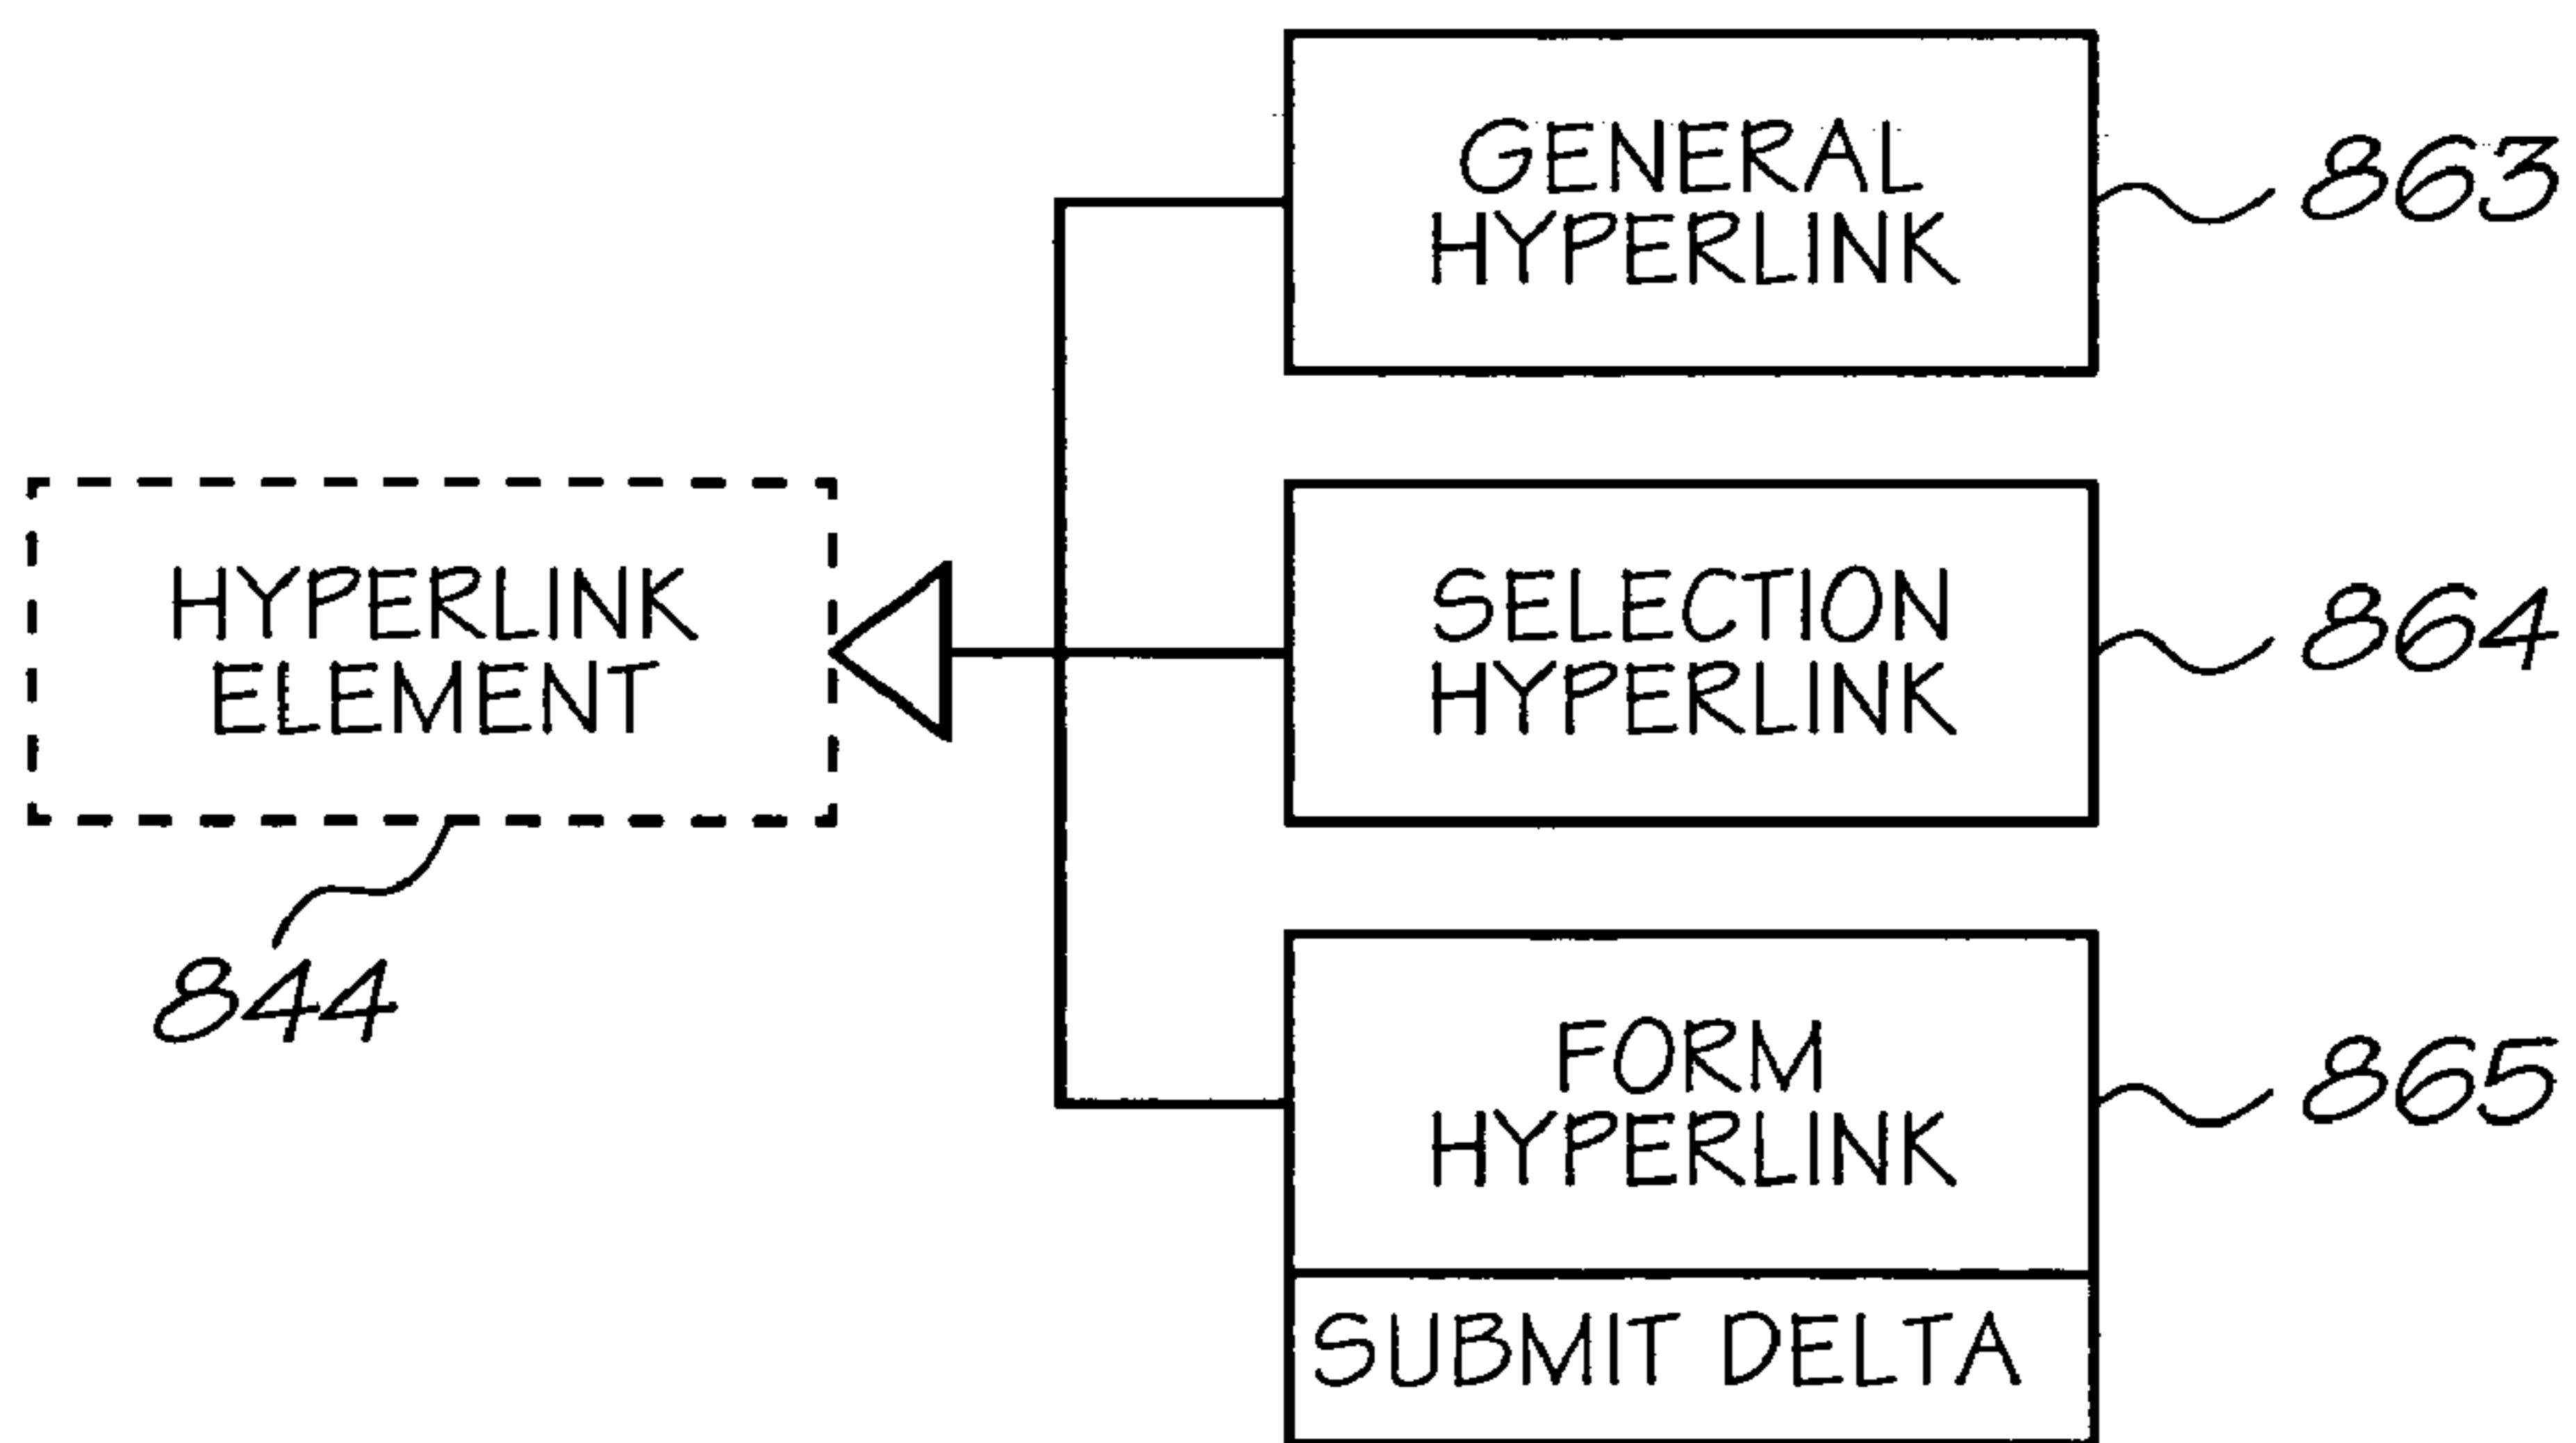 GENERAL
HYPERLINK
863
HYPERLINK
ELEMENT
844
SELECTION
HYPERLINK
864
FORM
HYPERLINK
865
SUBMIT DELTA